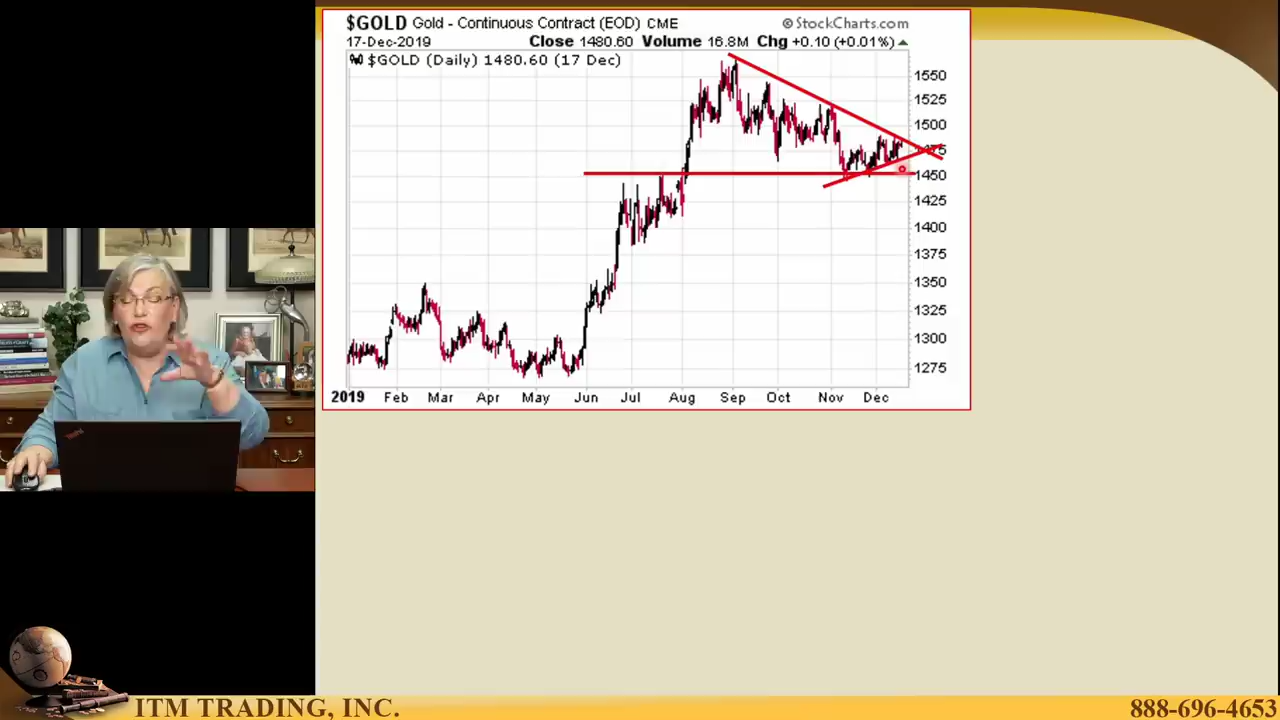 $GOLD Gold - Continuous Contract (EOD) CME
© StockCharts.com
17-Dec-2019 Close 1480.60 Volume 16.8M Chg +0.10 (+0.01%)
$GOLD (Daily) 1480.60 (17 Dec)
1550
1525
1500
1475
1450
1425
1400
1375
1350
1325
1300
1275
2019 Feb Mar Apr May Jun Jul Aug Sep Oct Nov Dec
ITM TRADING, INC.
888-696-4653